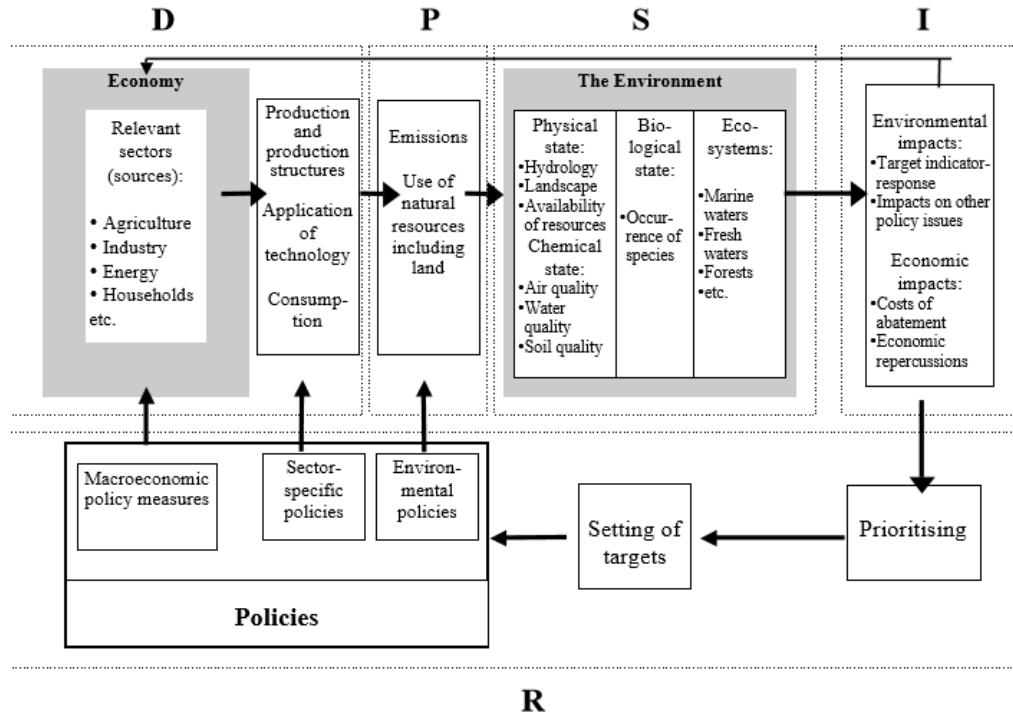 D
P
S
I
Economy
Relevant
sectors
(sources):
• Agriculture
• Industry
• Energy
• Households
etc.
Production
and
production
structures
Application
of
technology
Consump-
tion
Emissions
Use of
natural
resources
including
land
The Environment
Physical
state:
•Hydrology
•Landscape
•Availability
of resources
Chemical
state:
•Air quality
•Water
quality
•Soil quality
Bio-
logical
state:
•Occur-
rence of
species
Eco-
systems:
•Marine
waters
•Fresh
waters
•Forests
•etc.
Environmental
impacts:
•Target indicator-
response
•Impacts on other
policy issues
Economic
impacts:
•Costs of
abatement
•Economic
repercussions
Macroeconomic
policy measures
Sector-
specific
policies
Environ-
mental
policies
Policies
Setting of
targets
Prioritising
R